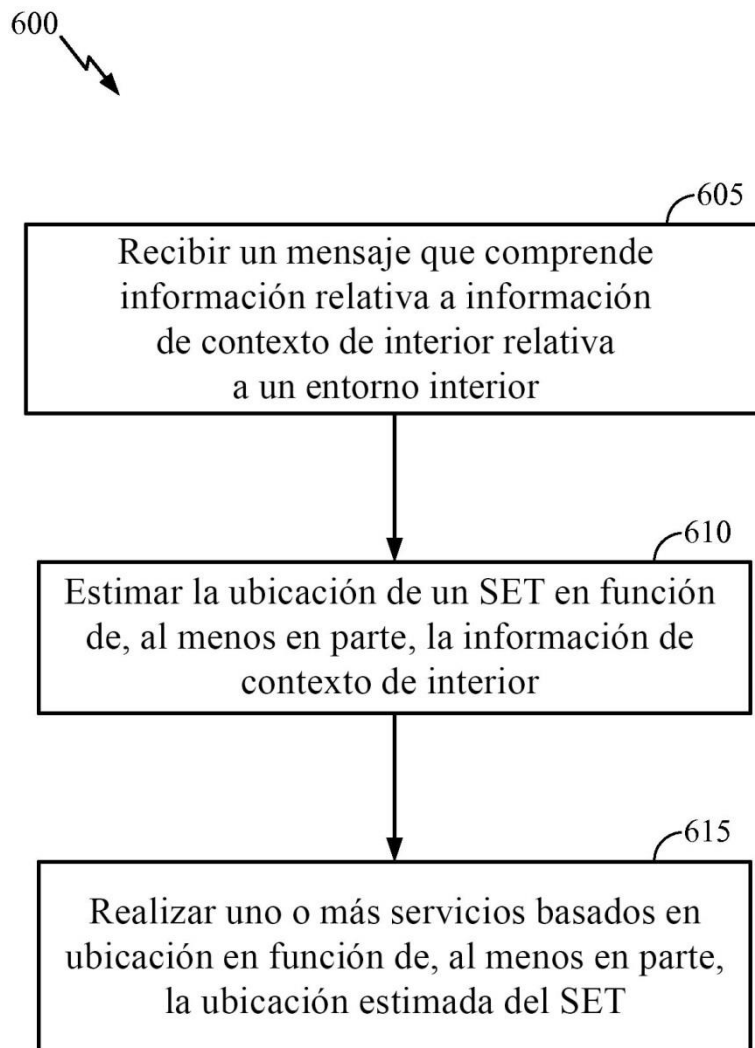 600
605
Recibir un mensaje que comprende
información relativa a información
de contexto de interior relativa
a un entorno interior
610
Estimar la ubicación de un SET en función
de, al menos en parte, la información de
contexto de interior
615
Realizar uno o más servicios basados en
ubicación en función de, al menos en parte,
la ubicación estimada del SET